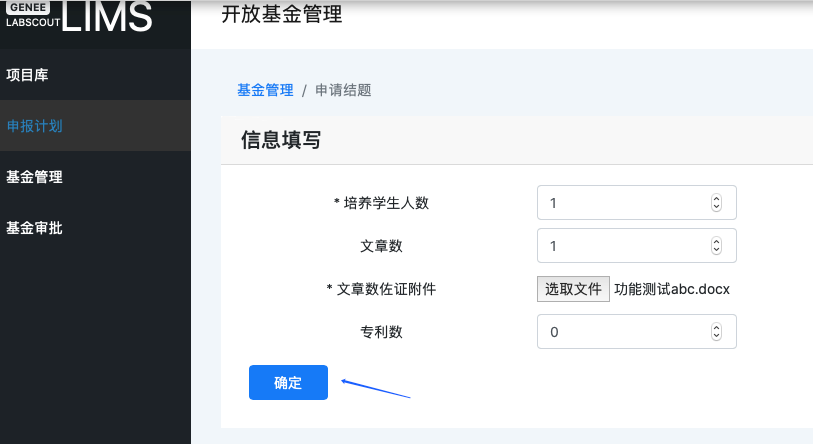 GENEE
LABSCOUT LIMS
开放基金管理
项目库
申报计划
基金管理
基金审批
基金管理 / 申请结题
信息填写
* 培养学生人数 1
文章数 1
* 文章数佐证附件 选取文件 功能测试abc.docx
专利数 0
确定